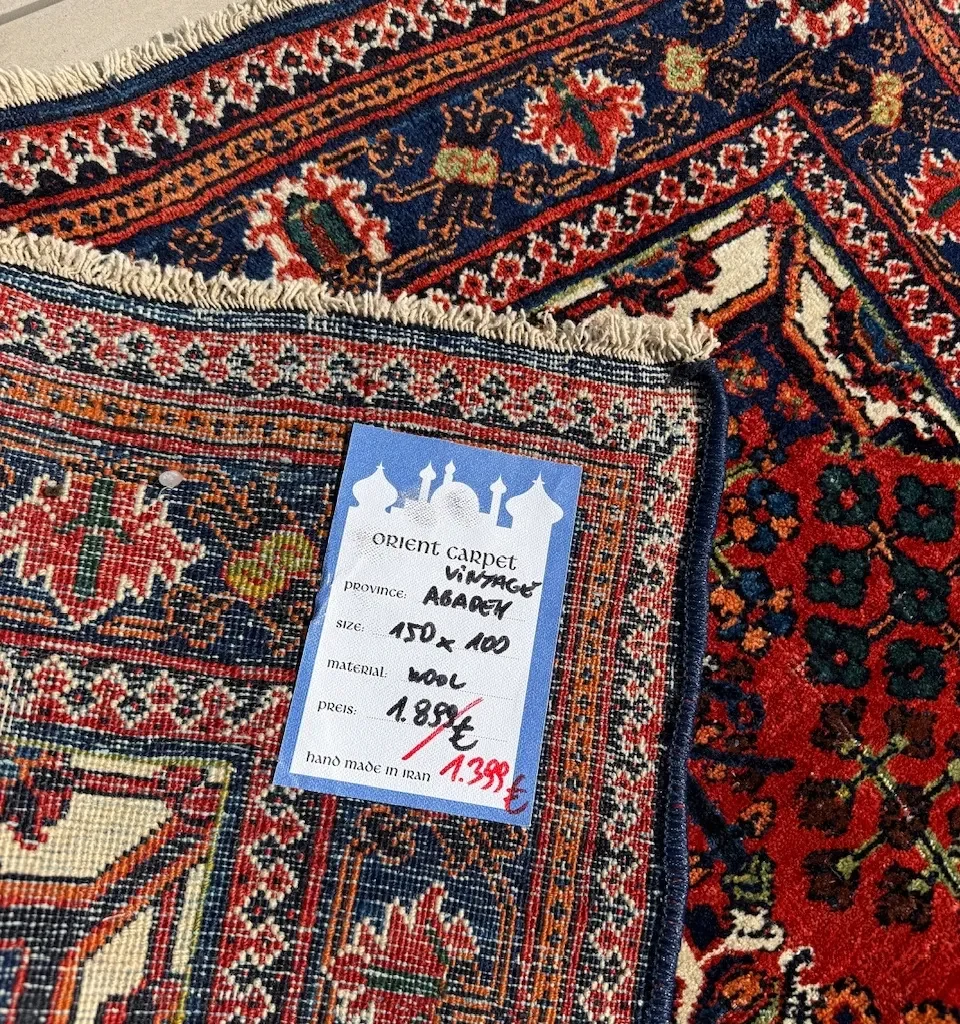 ORIENT CARPET
VINTAGE
PROVINCE: ABADEH
SIZE: 150 x 100
MATERIAL: WOOL
PREIS: 1.899 €
HAND MADE IN IRAN 1.399 €